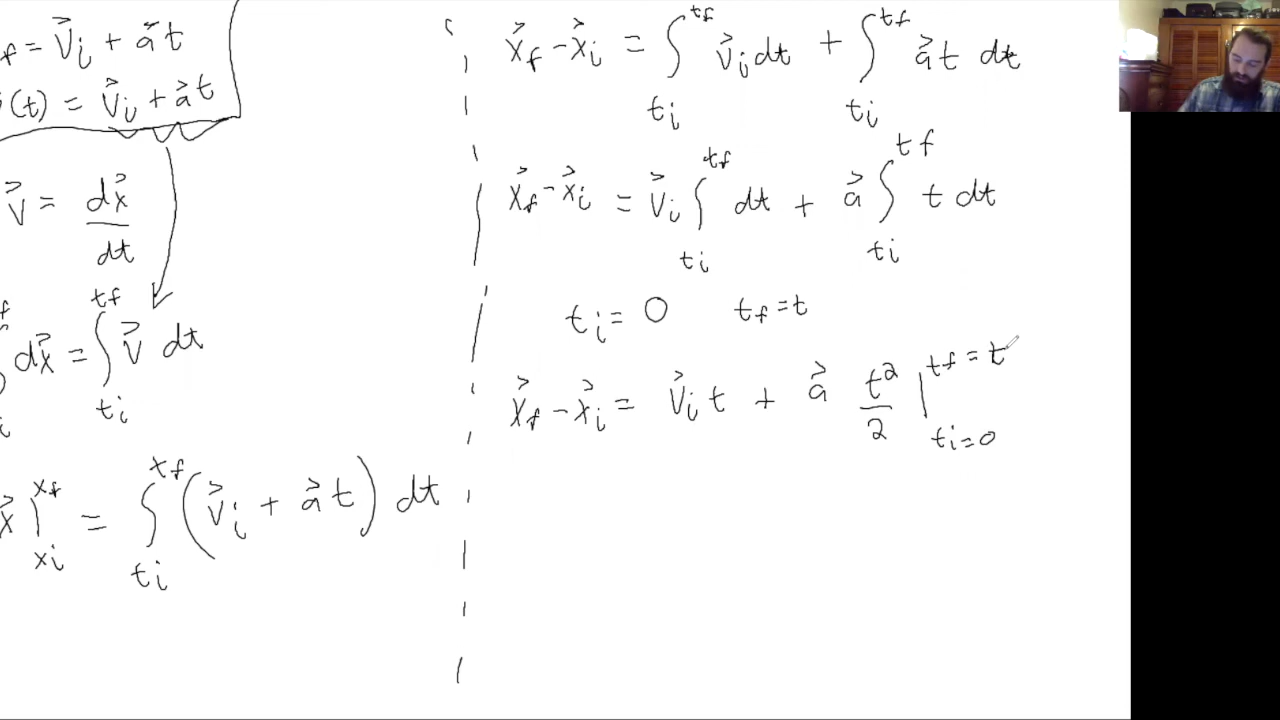 f = v⃗i + a⃗t
(t) = v⃗i + a⃗t
v⃗ = dx⃗/dt
dx⃗ = ∫ti^tf v⃗ dt
x⃗ |xi^xf = ∫ti^tf (v⃗i + a⃗t) dt
x⃗f - x⃗i = ∫ti^tf v⃗i dt + ∫ti^tf a⃗t dt
x⃗f - x⃗i = v⃗i ∫ti^tf dt + a⃗ ∫ti^tf t dt
ti = 0 tf = t
x⃗f - x⃗i = v⃗i t + a⃗ t²/2 |ti=0^tf=t